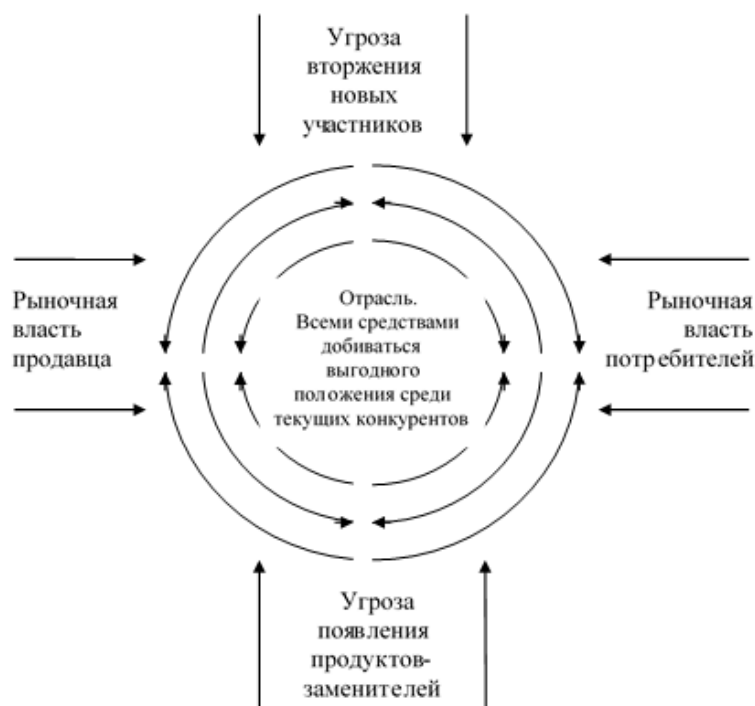 Угроза
вторжения
новых
участников
Рыночная
власть
продавца
Отрасль.
Всеми средствами
добиваться
выгодного
положения среди
текущих конкурентов
Рыночная
власть
потребителей
Угроза
появления
продуктов-
заменителей